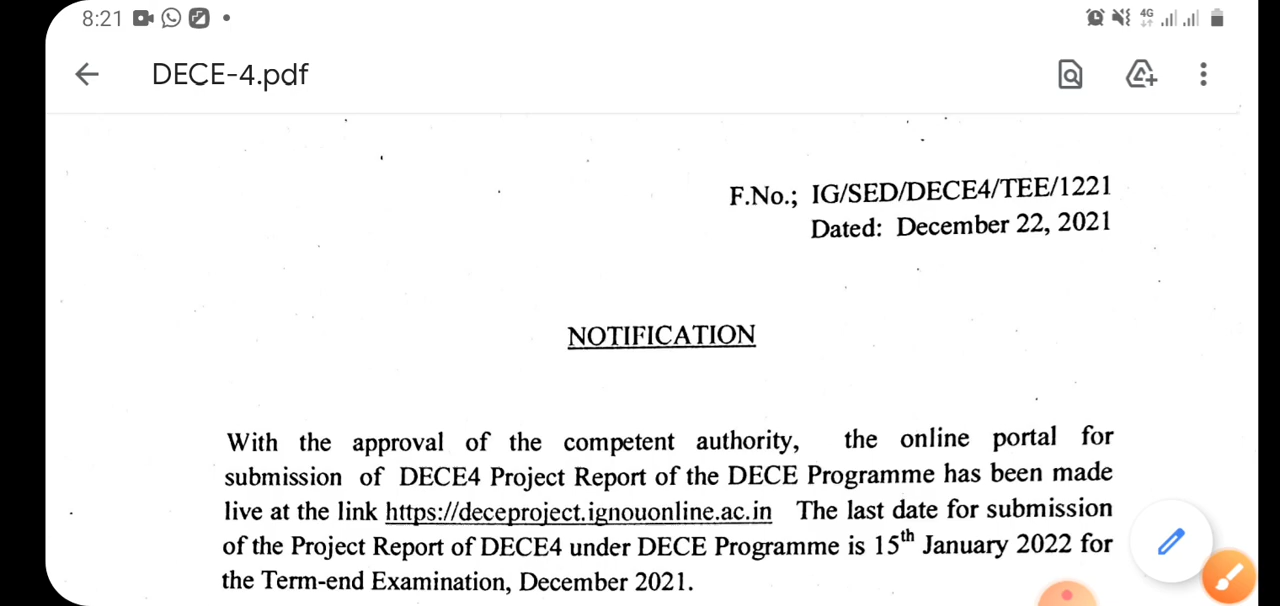 8:21
4G
DECE-4.pdf
F.No.; IG/SED/DECE4/TEE/1221
Dated: December 22, 2021
NOTIFICATION
With the approval of the competent authority, the online portal for
submission of DECE4 Project Report of the DECE Programme has been made
live at the link https://deceproject.ignouonline.ac.in The last date for submission
of the Project Report of DECE4 under DECE Programme is 15th January 2022 for
the Term-end Examination, December 2021.